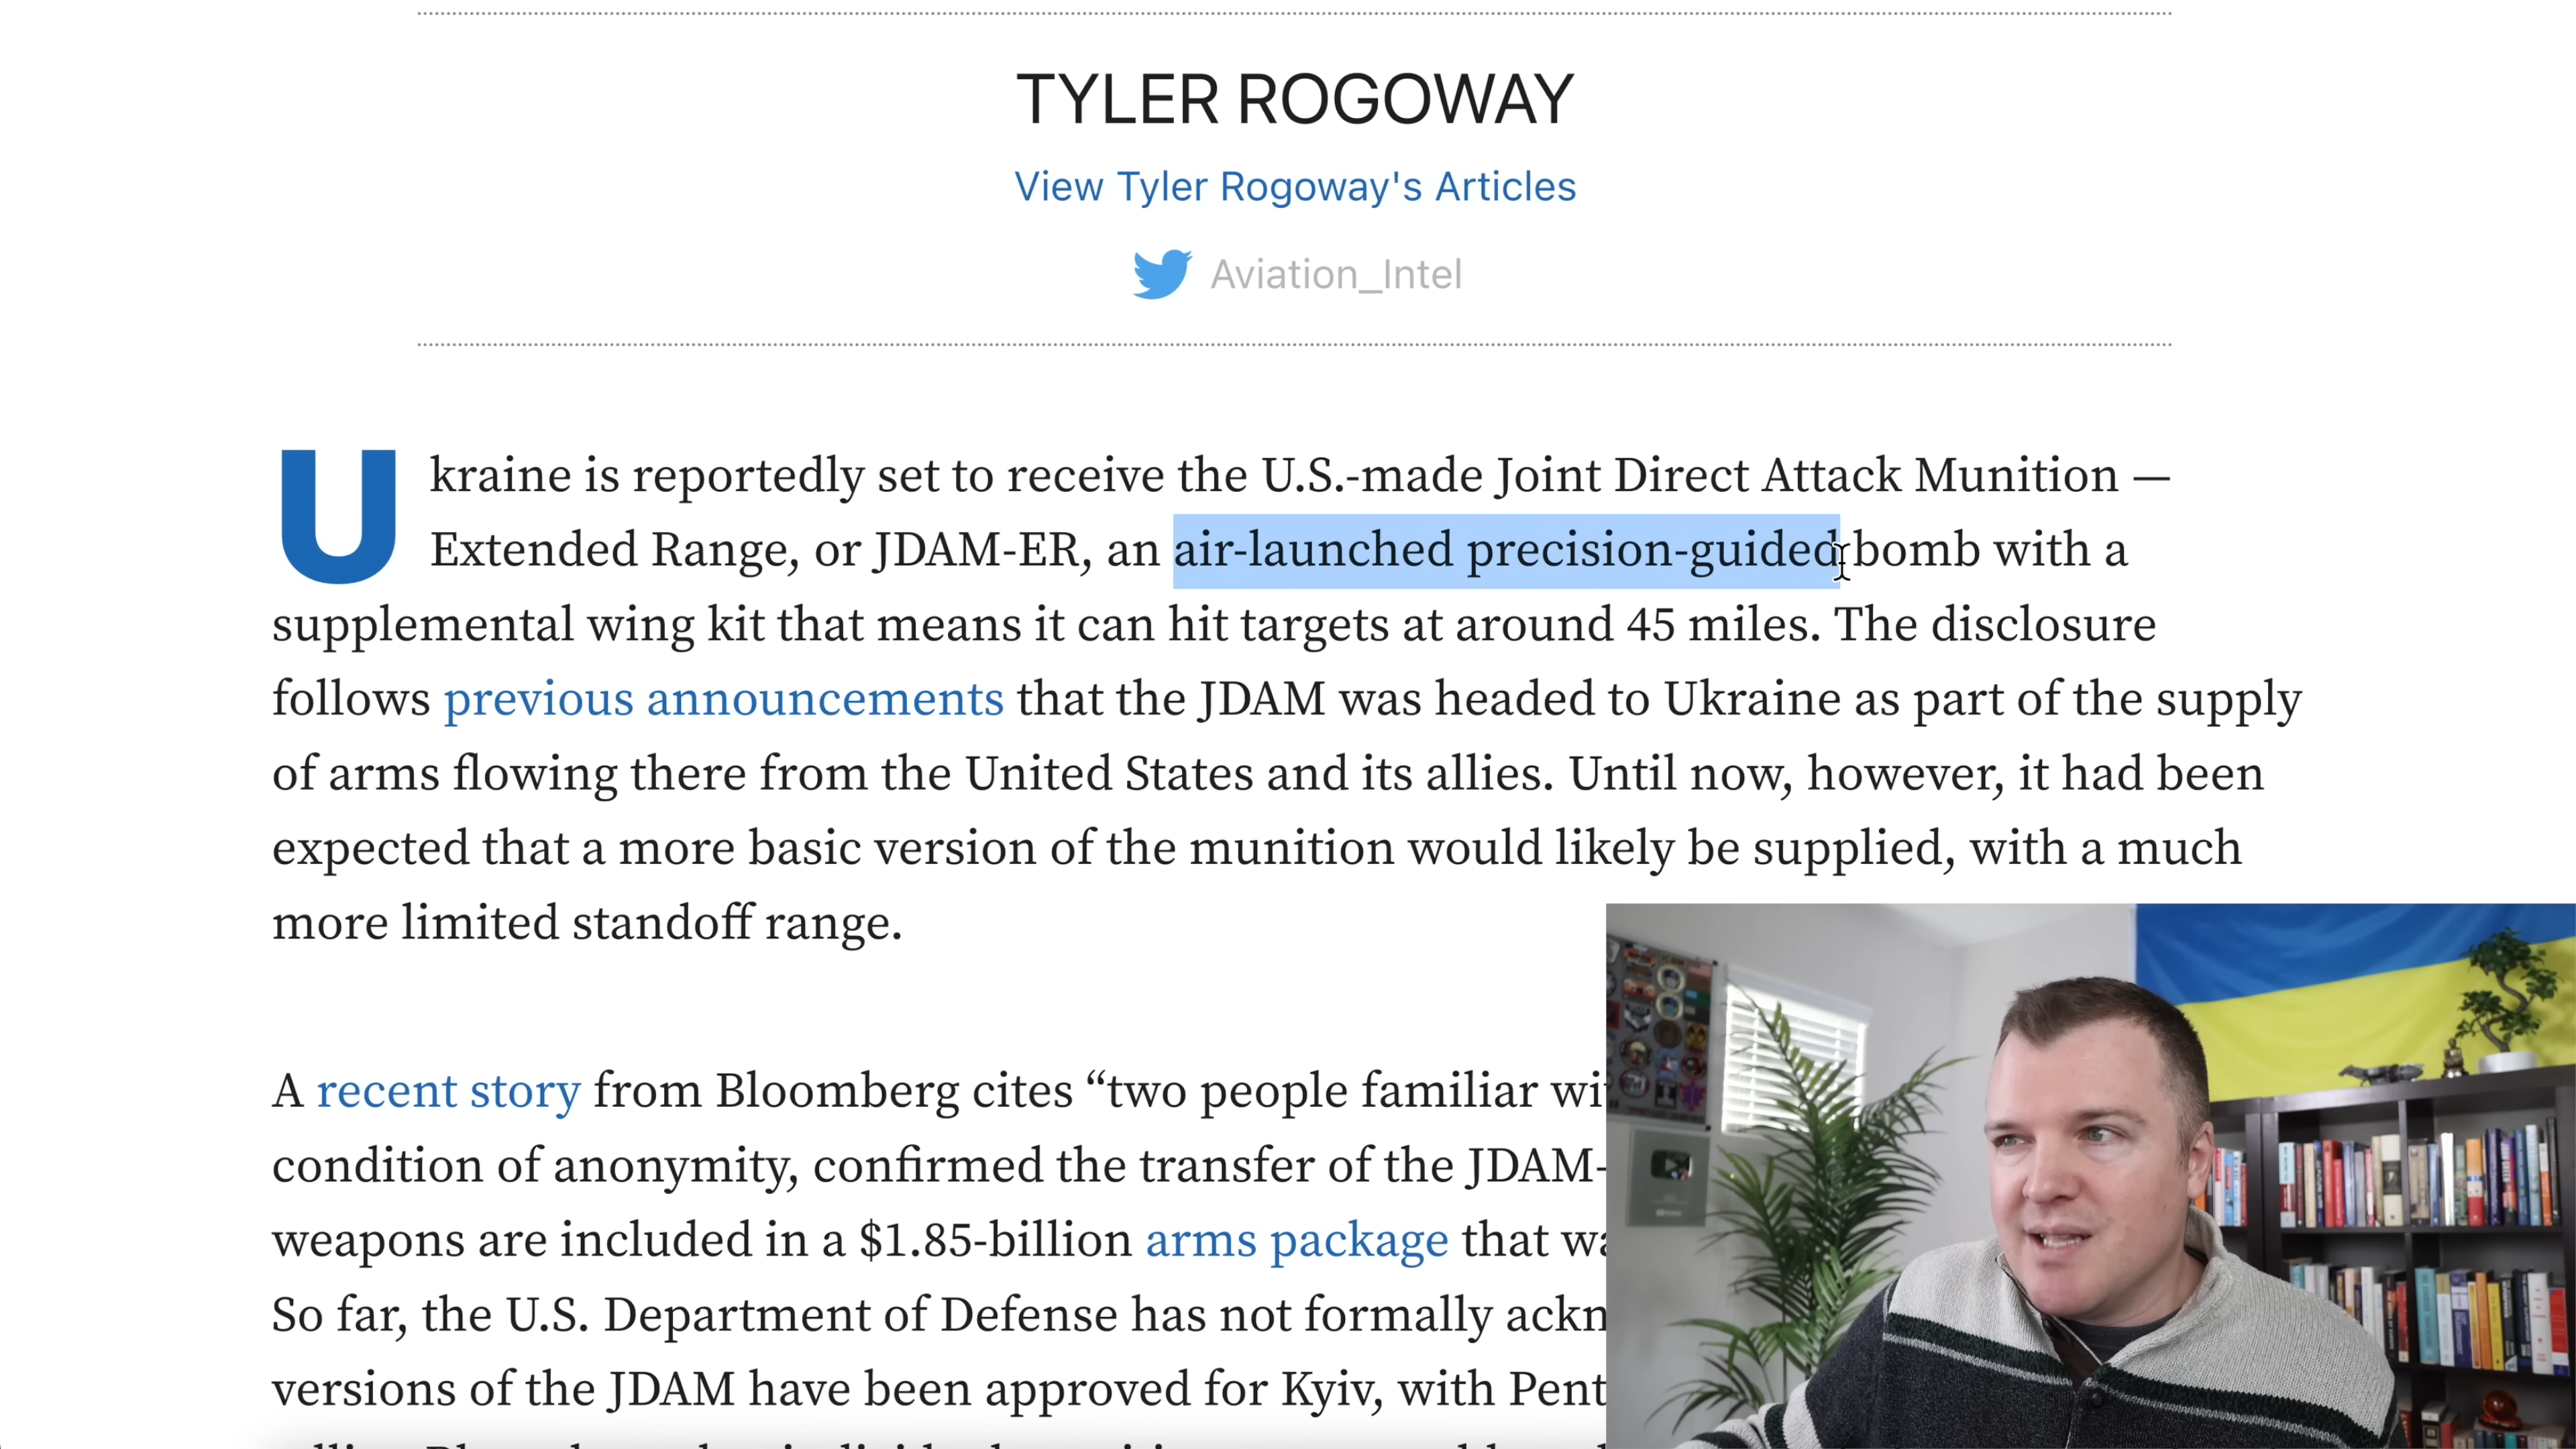 TYLER ROGOWAY
View Tyler Rogoway's Articles
Aviation_Intel
Ukraine is reportedly set to receive the U.S.-made Joint Direct Attack Munition —
Extended Range, or JDAM-ER, an air-launched precision-guided bomb with a
supplemental wing kit that means it can hit targets at around 45 miles. The disclosure
follows previous announcements that the JDAM was headed to Ukraine as part of the supply
of arms flowing there from the United States and its allies. Until now, however, it had been
expected that a more basic version of the munition would likely be supplied, with a much
more limited standoff range.
A recent story from Bloomberg cites “two people familiar
condition of anonymity, confirmed the transfer of the JDAM-
weapons are included in a $1.85-billion arms package that
So far, the U.S. Department of Defense has not formally
versions of the JDAM have been approved for Kyiv, with